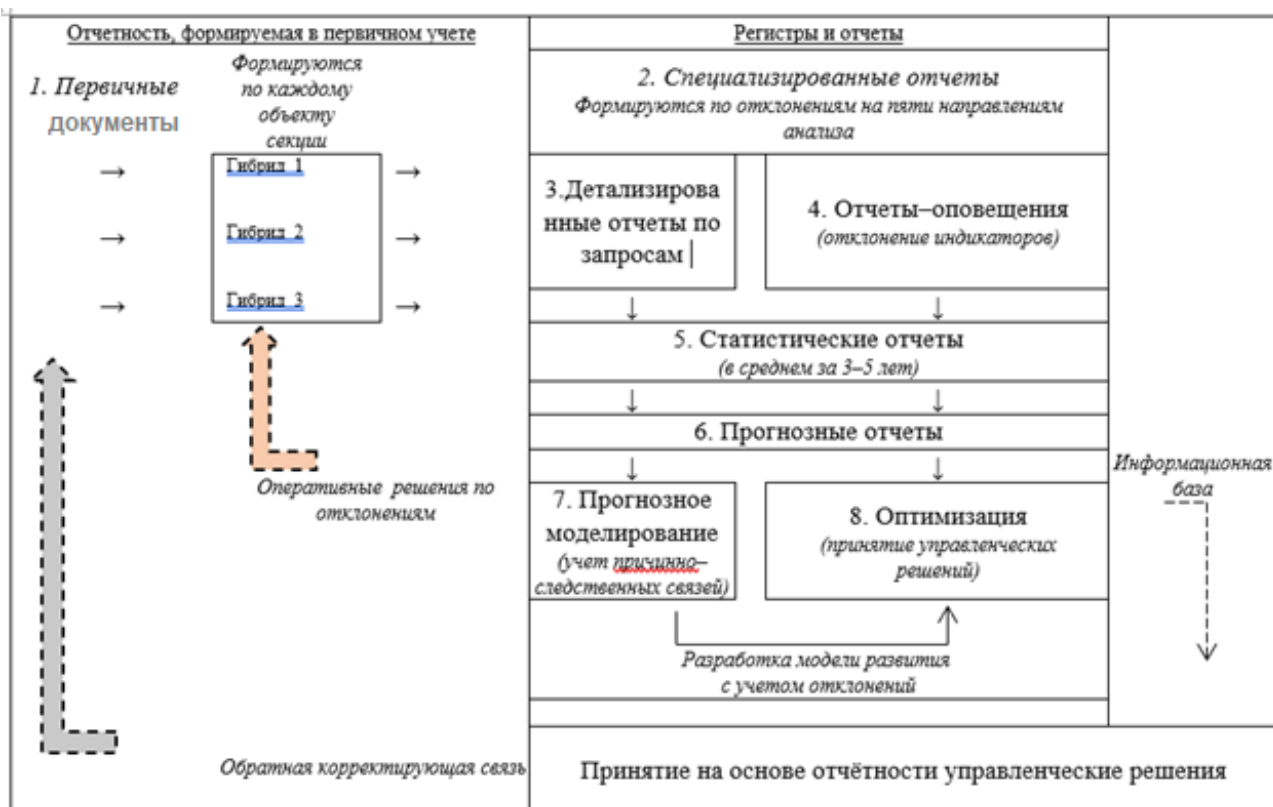 Отчетность, формируемая в первичном учете
Формируются
по каждому
объекту
секции
1. Первичные
документы
→ Гибрид 1 →
→ Гибрид 2 →
→ Гибрид 3 →
Оперативные решения по
отклонениям
Обратная корректирующая связь
Регистры и отчеты
2. Специализированные отчеты
Формируются по отклонениям на пяти направлениям
анализа
3.Детализирова
нные отчеты по
запросам
4. Отчеты–оповещения
(отклонение индикаторов)
↓ ↓
5. Статистические отчеты
(в среднем за 3–5 лет)
↓ ↓
6. Прогнозные отчеты
↓ ↓
7. Прогнозное
моделирование
(учет причинно–
следственных связей)
8. Оптимизация
(принятие управленческих
решений)
Разработка модели развития
с учетом отклонений
Информационная
база
Принятие на основе отчётности управленческие решения